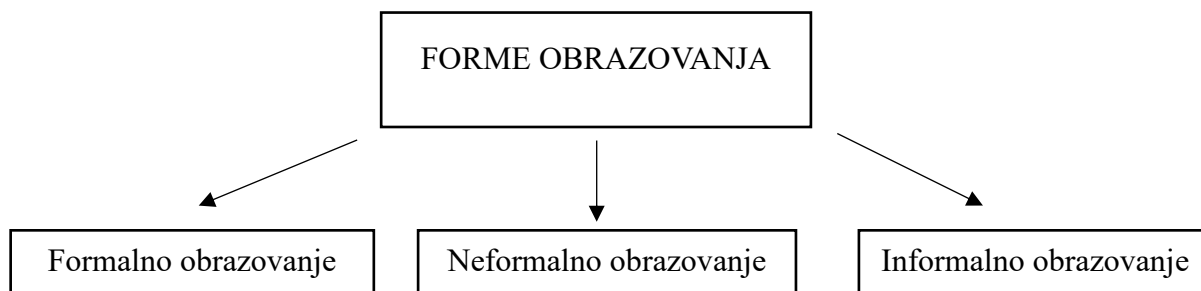 FORME OBRAZOVANJA
Formalno obrazovanje
Neformalno obrazovanje
Informalno obrazovanje